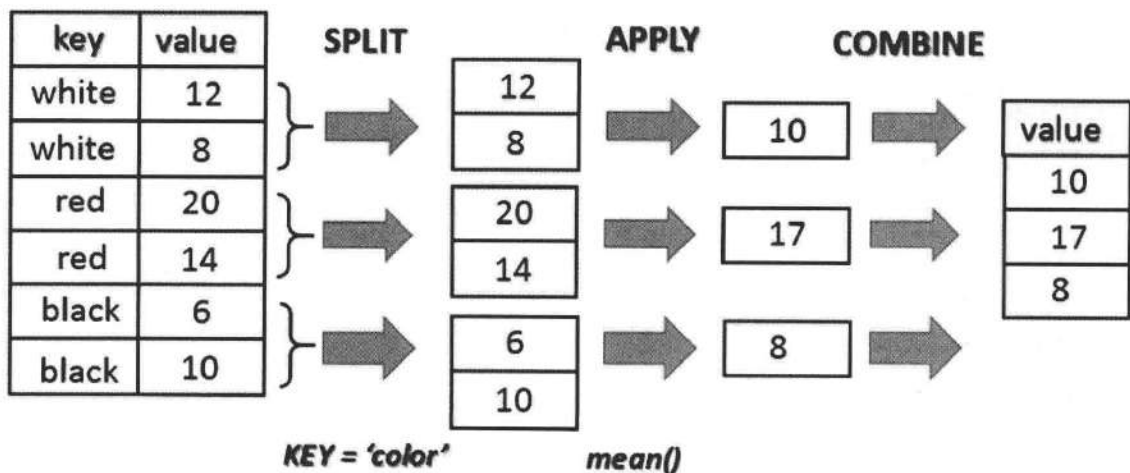 key value
white 12
white 8
red 20
red 14
black 6
black 10
SPLIT
12
8
20
14
6
10
APPLY
10
17
8
COMBINE
value
10
17
8
KEY = ‘color’
mean()